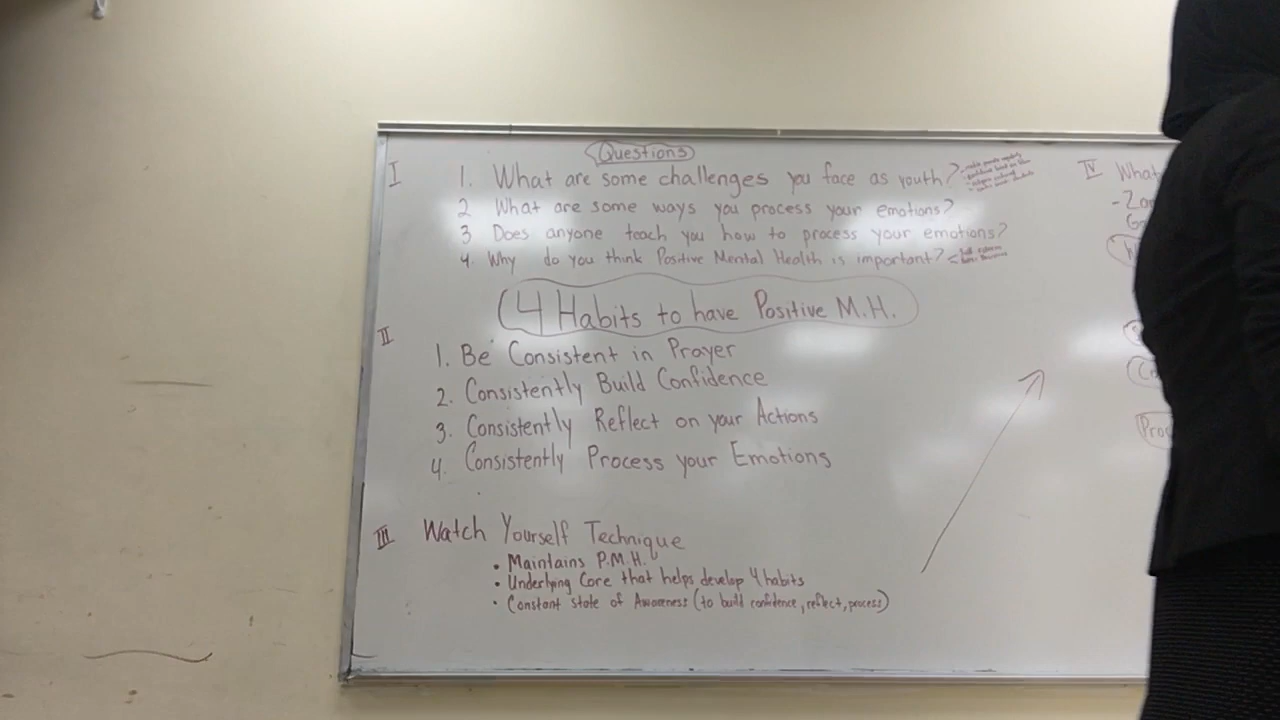 Questions
I
1. What are some challenges you face as youth?
2 What are some ways you process your emotions?
3 Does anyone teach you how to process your emotions?
4. Why do you think Positive Mental Health is important?
4 Habits to have Positive M.H.
II
1. Be Consistent in Prayer
2. Consistently Build Confidence
3. Consistently Reflect on your Actions
4. Consistently Process your Emotions
III Watch Yourself Technique
• Maintains P.M.H.
• Underlying Core that helps develop 4 habits
• Constant state of Awareness (to build confidence, reflect, process)
IV What